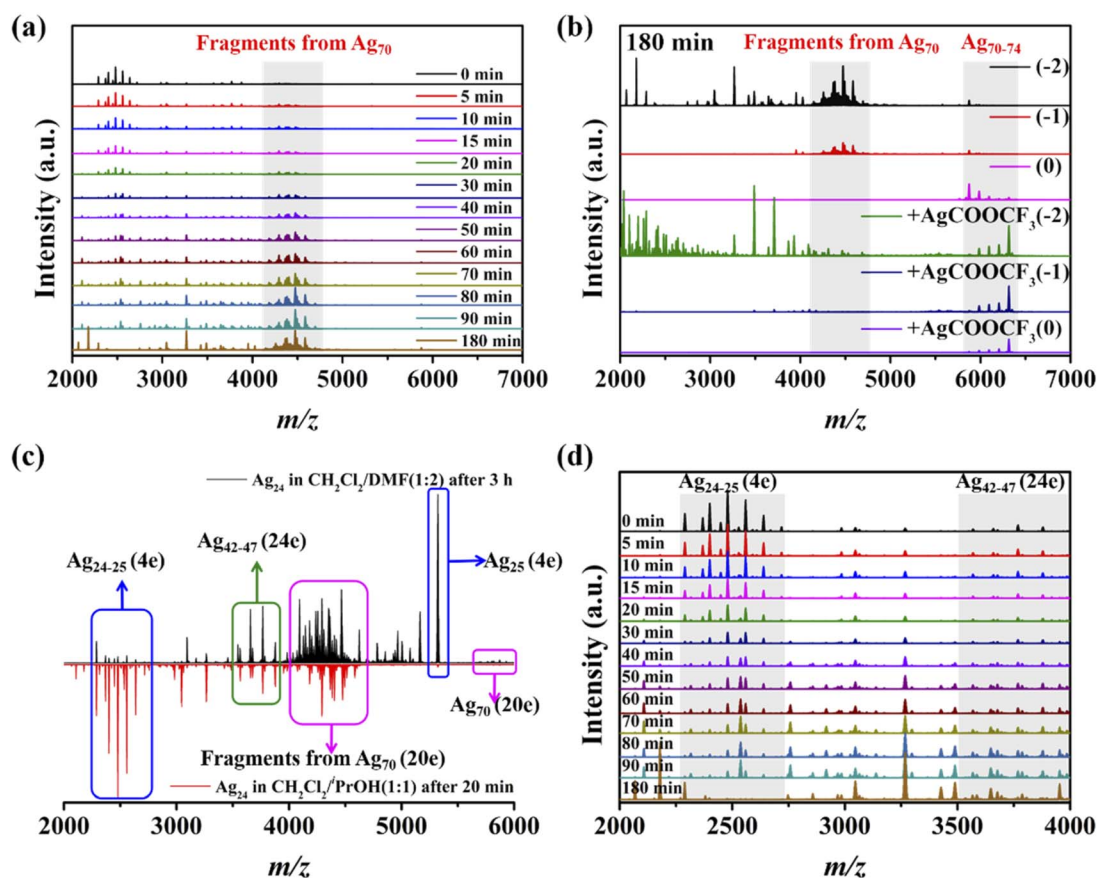 (a)
Fragments from Ag70
0 min
5 min
10 min
15 min
20 min
30 min
40 min
50 min
60 min
70 min
80 min
90 min
180 min
Intensity (a.u.)
2000 3000 4000 5000 6000 7000
m/z
(b)
180 min Fragments from Ag70 Ag70-74
(-2)
(-1)
(0)
+AgCOOCF3(-2)
+AgCOOCF3(-1)
+AgCOOCF3(0)
Intensity (a.u.)
2000 3000 4000 5000 6000 7000
m/z
(c)
Ag24 in CH2Cl2/DMF(1:2) after 3 h
Ag42-47 (24e)
Ag24-25 (4e)
Ag25 (4e)
Ag70 (20e)
Fragments from Ag70 (20e)
Ag24 in CH2Cl2/iPrOH(1:1) after 20 min
2000 3000 4000 5000 6000
m/z
(d)
Ag24-25 (4e) Ag42-47 (24e)
0 min
5 min
10 min
15 min
20 min
30 min
40 min
50 min
60 min
70 min
80 min
90 min
180 min
Intensity (a.u.)
2000 2500 3000 3500 4000
m/z